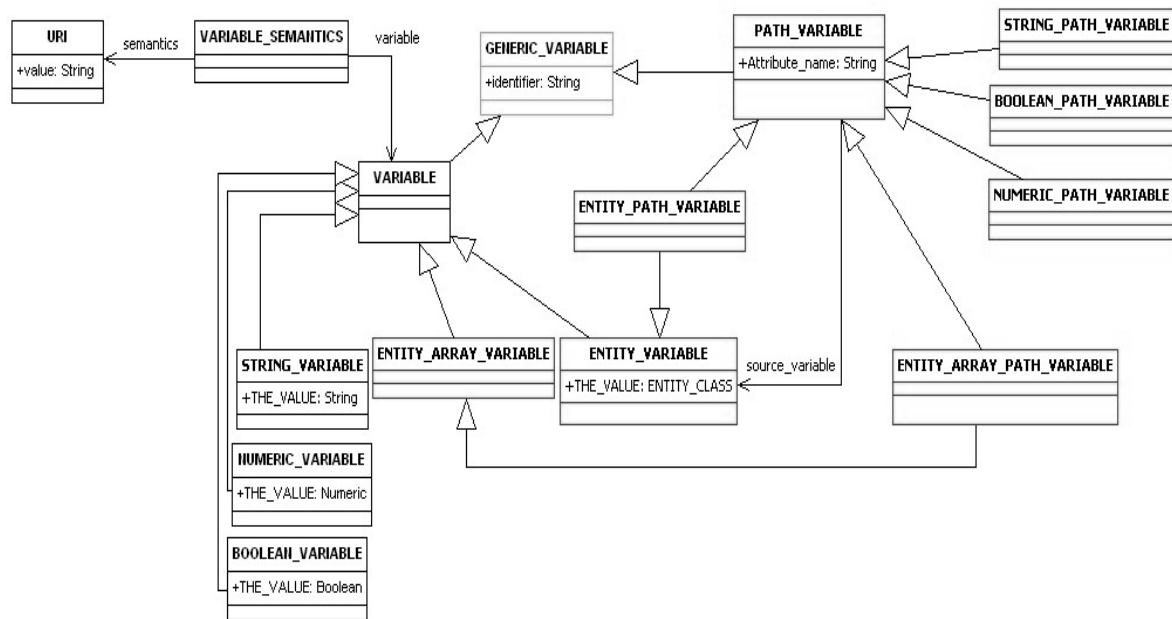 URI
+value: String
semantics
VARIABLE_SEMANTICS
variable
GENERIC_VARIABLE
+identifier: String
PATH_VARIABLE
+Attribute_name: String
STRING_PATH_VARIABLE
BOOLEAN_PATH_VARIABLE
NUMERIC_PATH_VARIABLE
VARIABLE
ENTITY_PATH_VARIABLE
STRING_VARIABLE
+THE_VALUE: String
ENTITY_ARRAY_VARIABLE
ENTITY_VARIABLE
+THE_VALUE: ENTITY_CLASS
source_variable
ENTITY_ARRAY_PATH_VARIABLE
NUMERIC_VARIABLE
+THE_VALUE: Numeric
BOOLEAN_VARIABLE
+THE_VALUE: Boolean